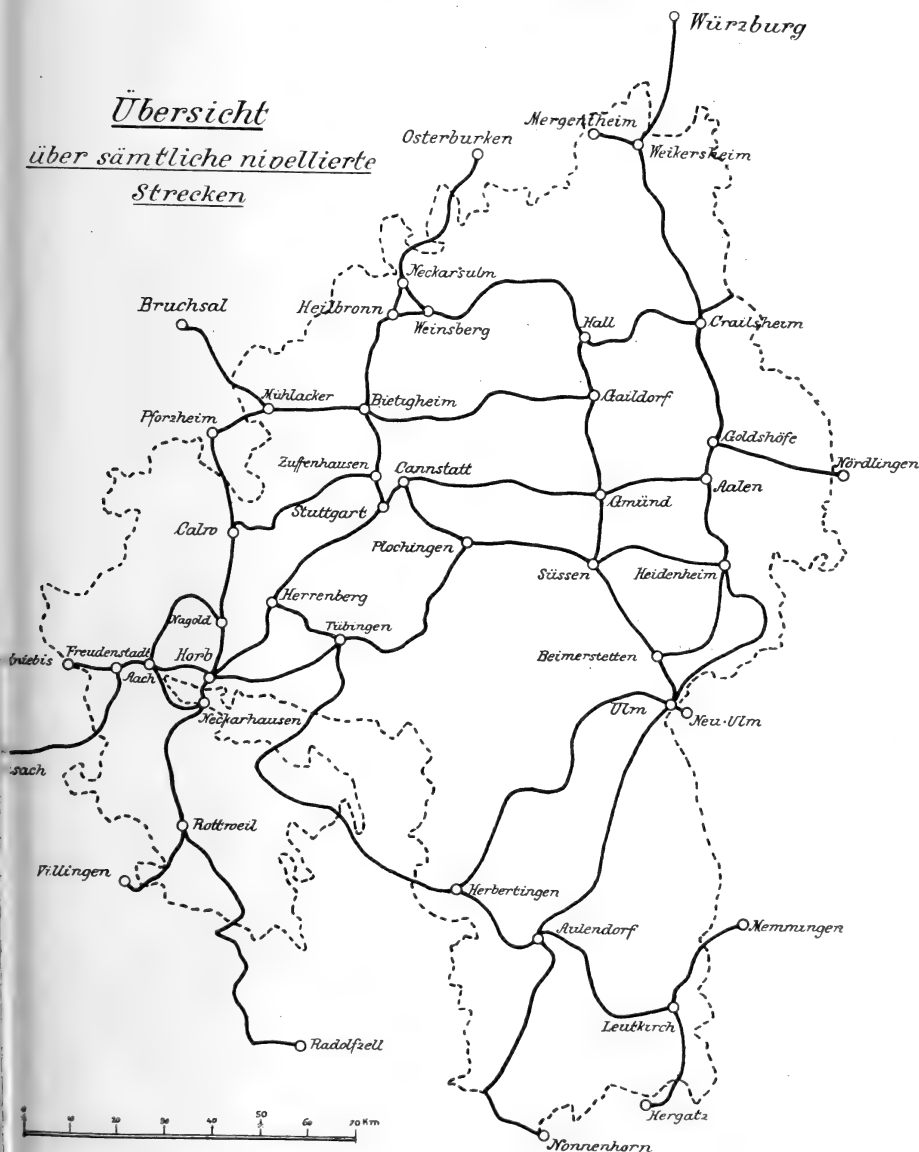 Würzburg
Übersicht
über sämtliche nivellierte
Strecken
Mergentheim
Osterburken
Weikersheim
Neckarsulm
Bruchsal
Heilbronn
Weinsberg
Hall
Crailsheim
Mühlacker
Bietigheim
Gaildorf
Pforzheim
Goldshöfe
Zuffenhausen
Cannstatt
Nördlingen
Aalen
Stuttgart
Gmünd
Calw
Plochingen
Süssen
Heidenheim
Herrenberg
Nagold
Tübingen
Freudenstadt
Horb
Beimerstetten
niebis
Aach
Neckarhausen
Ulm
Neu-Ulm
sach
Rottweil
Villingen
Herbertingen
Aulendorf
Memmingen
Leutkirch
Radolfzell
Hergatz
0 10 20 30 40 50 60 70 Km
Nonnenhorn